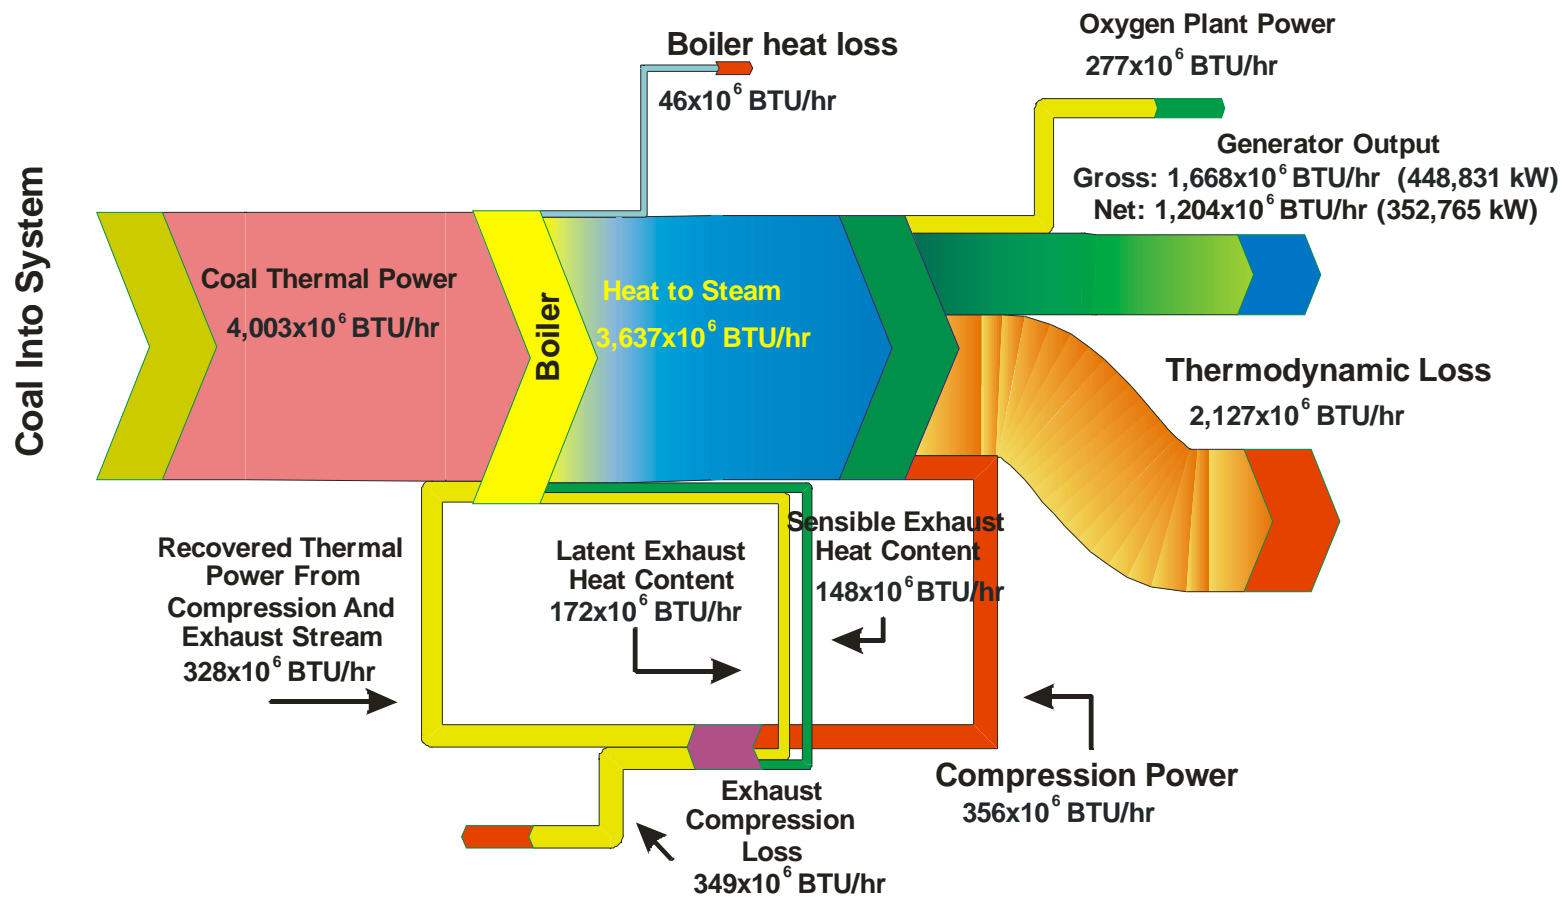 Coal Into System
Coal Thermal Power
4,003x10⁶ BTU/hr
Boiler
Boiler heat loss
46x10⁶ BTU/hr
Heat to Steam
3,637x10⁶ BTU/hr
Oxygen Plant Power
277x10⁶ BTU/hr
Generator Output
Gross: 1,668x10⁶ BTU/hr (448,831 kW)
Net: 1,204x10⁶ BTU/hr (352,765 kW)
Thermodynamic Loss
2,127x10⁶ BTU/hr
Recovered Thermal
Power From
Compression And
Exhaust Stream
328x10⁶ BTU/hr
Latent Exhaust
Heat Content
172x10⁶ BTU/hr
Sensible Exhaust
Heat Content
148x10⁶ BTU/hr
Compression Power
356x10⁶ BTU/hr
Exhaust
Compression
Loss
349x10⁶ BTU/hr